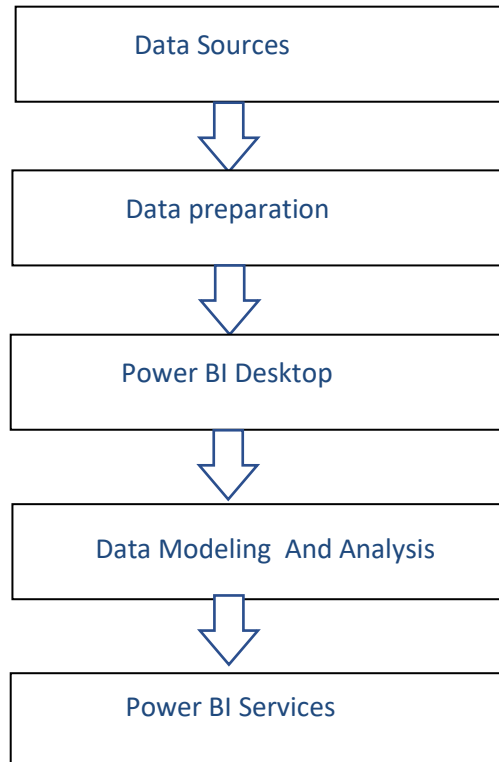 Data Sources
Data preparation
Power BI Desktop
Data Modeling  And Analysis
Power BI Services